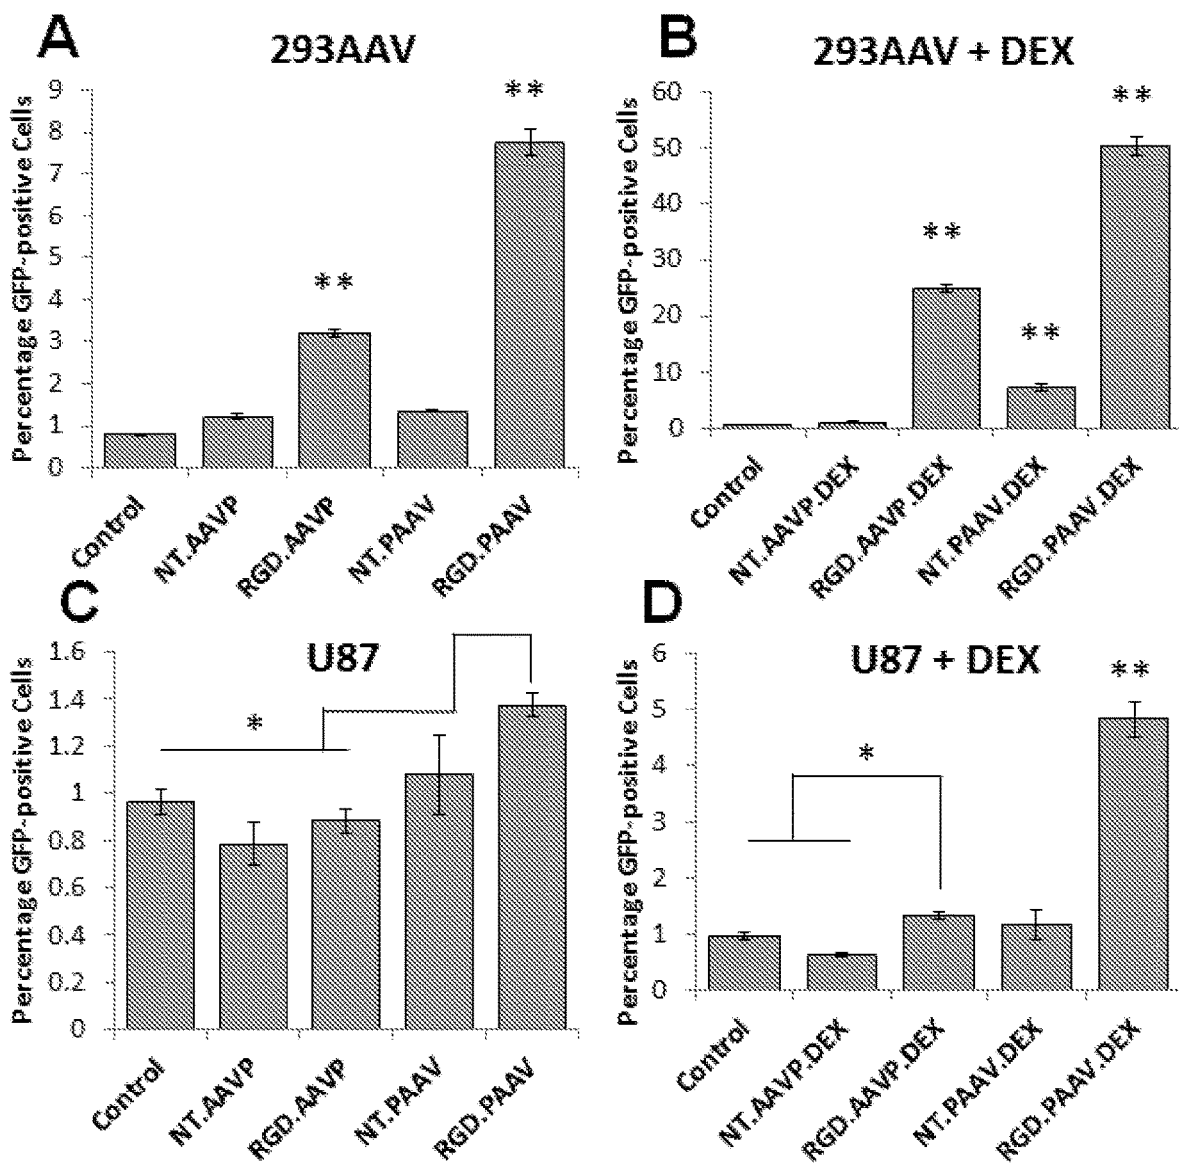 A
293AAV
Percentage GFP-positive Cells
9
8
7
6
5
4
3
2
1
0
**
**
Control
NT.AAVP
RGD.AAVP
NT.PAAV
RGD.PAAV
B
293AAV + DEX
Percentage GFP-positive Cells
60
50
40
30
20
10
0
**
**
**
Control
NT.AAVP.DEX
RGD.AAVP.DEX
NT.PAAV.DEX
RGD.PAAV.DEX
C
U87
Percentage GFP-positive Cells
1.6
1.4
1.2
1
0.8
0.6
0.4
0.2
0
*
Control
NT.AAVP
RGD.AAVP
NT.PAAV
RGD.PAAV
D
U87 + DEX
Percentage GFP-positive Cells
6
5
4
3
2
1
0
*
**
Control
NT.AAVP.DEX
RGD.AAVP.DEX
NT.PAAV.DEX
RGD.PAAV.DEX